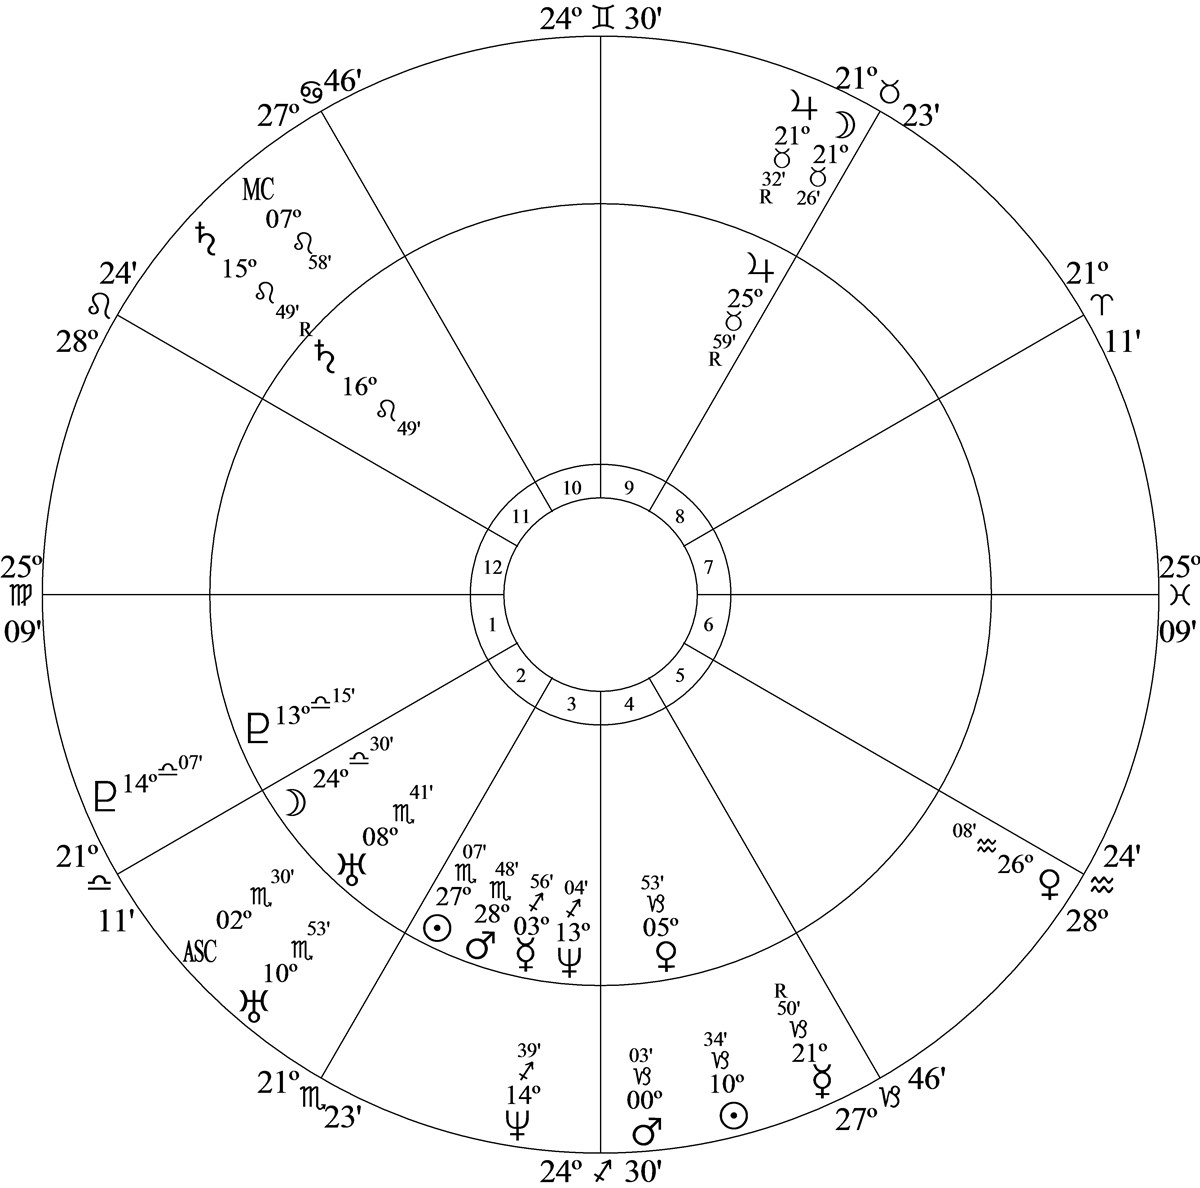 24° ♊ 30'
27° ♋ 46'
21° ♉ 23'
♃ 21° ♉ 32' R
☽ 21° ♉ 26'
MC 07° ♌ 58'
♄ 15° ♌ 49' R
♃ 25° ♉ 59' R
♄ 16° ♌ 49'
24' ♌ 28°
21° ♈ 11'
10
9
11
8
12
7
1
6
2
5
3
4
25° ♍ 09'
25° ♓ 09'
♇ 13° ♎ 15'
♇ 14° ♎ 07'
☽ 24° ♎ 30'
♅ 08° ♏ 41'
21° ♎ 11'
ASC 02° ♏ 30'
♅ 10° ♏ 53'
☉ 27° ♏ 07'
♂ 28° ♏ 48'
☿ 03° ♐ 56'
♆ 13° ♐ 04'
♀ 05° ♑ 53'
08' ♒ 26° ♀
24' ♒ 28°
♆ 14° ♐ 39'
♂ 00° ♑ 03'
☉ 10° ♑ 34'
☿ 21° ♑ 50' R
21° ♏ 23'
27° ♑ 46'
24° ♐ 30'